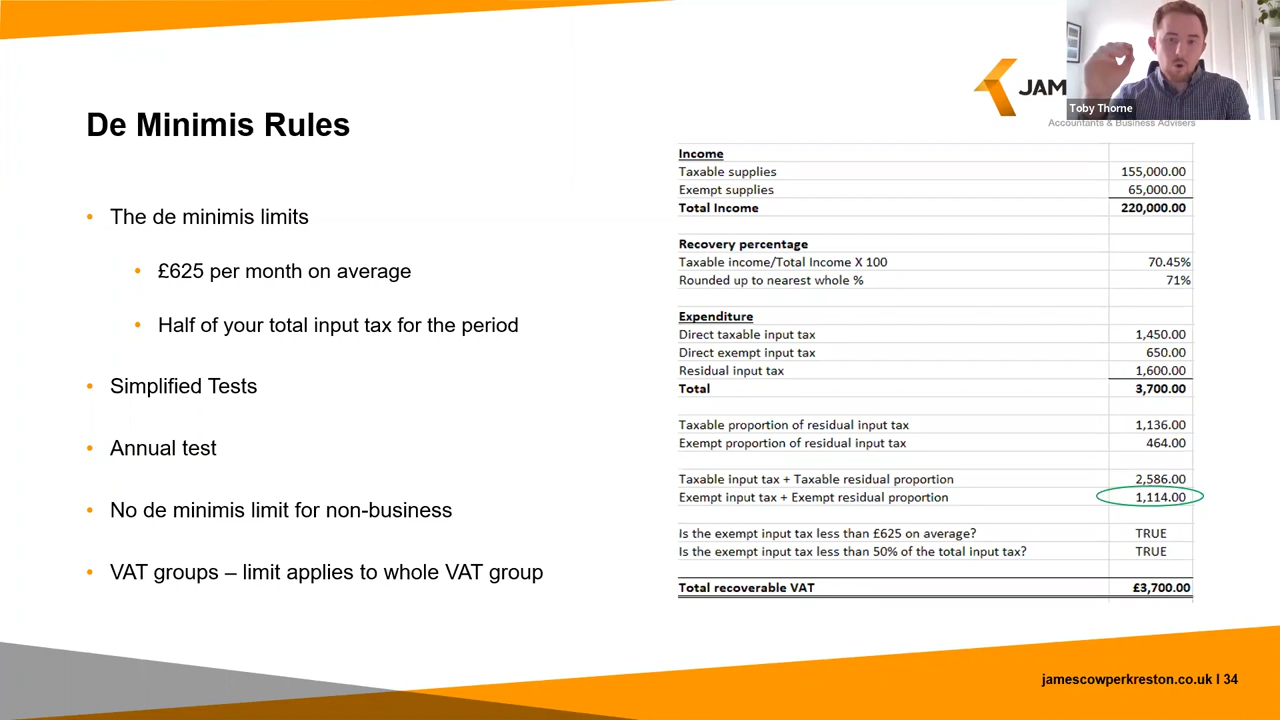 JAM
Toby Thorne
Accountants & Business Advisers
De Minimis Rules
• The de minimis limits
• £625 per month on average
• Half of your total input tax for the period
• Simplified Tests
• Annual test
• No de minimis limit for non-business
• VAT groups – limit applies to whole VAT group
Income
Taxable supplies 155,000.00
Exempt supplies 65,000.00
Total Income 220,000.00
Recovery percentage
Taxable income/Total Income X 100 70.45%
Rounded up to nearest whole % 71%
Expenditure
Direct taxable input tax 1,450.00
Direct exempt input tax 650.00
Residual input tax 1,600.00
Total 3,700.00
Taxable proportion of residual input tax 1,136.00
Exempt proportion of residual input tax 464.00
Taxable input tax + Taxable residual proportion 2,586.00
Exempt input tax + Exempt residual proportion 1,114.00
Is the exempt input tax less than £625 on average? TRUE
Is the exempt input tax less than 50% of the total input tax? TRUE
Total recoverable VAT £3,700.00
jamescowperkreston.co.uk I 34